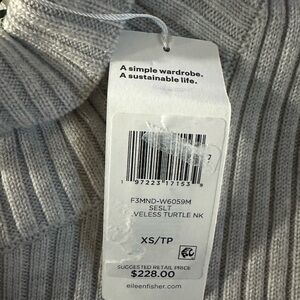 A simple wardrobe.
A sustainable life.
97223 17153
F3MND-W6059M
SESLT
.VELESS TURTLE NK
XS/TP
SUGGESTED RETAIL PRICE
$228.00
eileenfisher.com